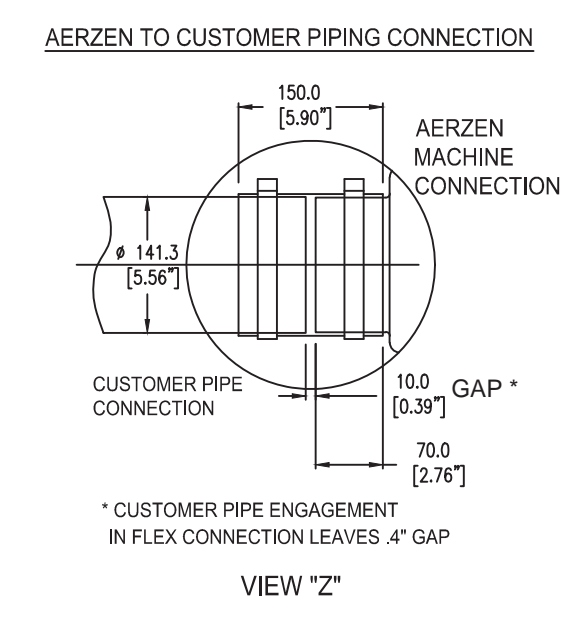 AERZEN TO CUSTOMER PIPING CONNECTION
150.0
[5.90"]
AERZEN
MACHINE
CONNECTION
ø 141.3
[5.56"]
CUSTOMER PIPE
CONNECTION
10.0
[0.39"]
GAP *
70.0
[2.76"]
* CUSTOMER PIPE ENGAGEMENT
IN FLEX CONNECTION LEAVES .4" GAP
VIEW "Z"